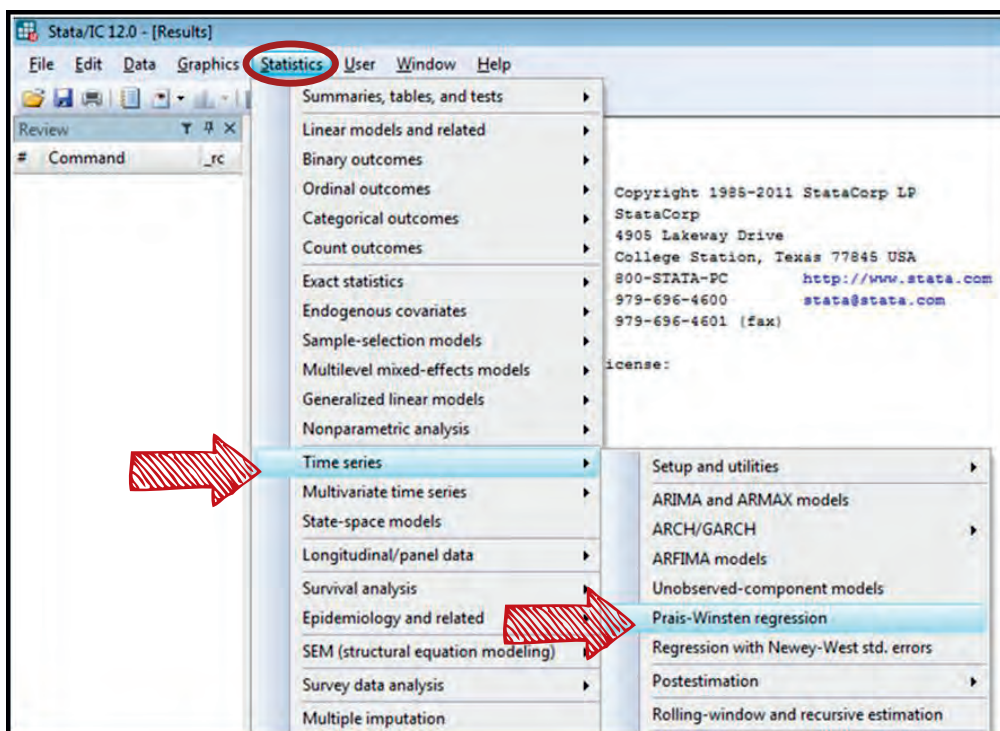 Stata/IC 12.0 - [Results]
File Edit Data Graphics Statistics User Window Help
Review
# Command _rc
Summaries, tables, and tests
Linear models and related
Binary outcomes
Ordinal outcomes
Categorical outcomes
Count outcomes
Exact statistics
Endogenous covariates
Sample-selection models
Multilevel mixed-effects models
Generalized linear models
Nonparametric analysis
Time series
Multivariate time series
State-space models
Longitudinal/panel data
Survival analysis
Epidemiology and related
SEM (structural equation modeling)
Survey data analysis
Multiple imputation
Copyright 1985-2011 StataCorp LP
StataCorp
4905 Lakeway Drive
College Station, Texas 77845 USA
800-STATA-PC http://www.stata.com
979-696-4600 stata@stata.com
979-696-4601 (fax)
icense:
Setup and utilities
ARIMA and ARMAX models
ARCH/GARCH
ARFIMA models
Unobserved-component models
Prais-Winsten regression
Regression with Newey-West std. errors
Postestimation
Rolling-window and recursive estimation